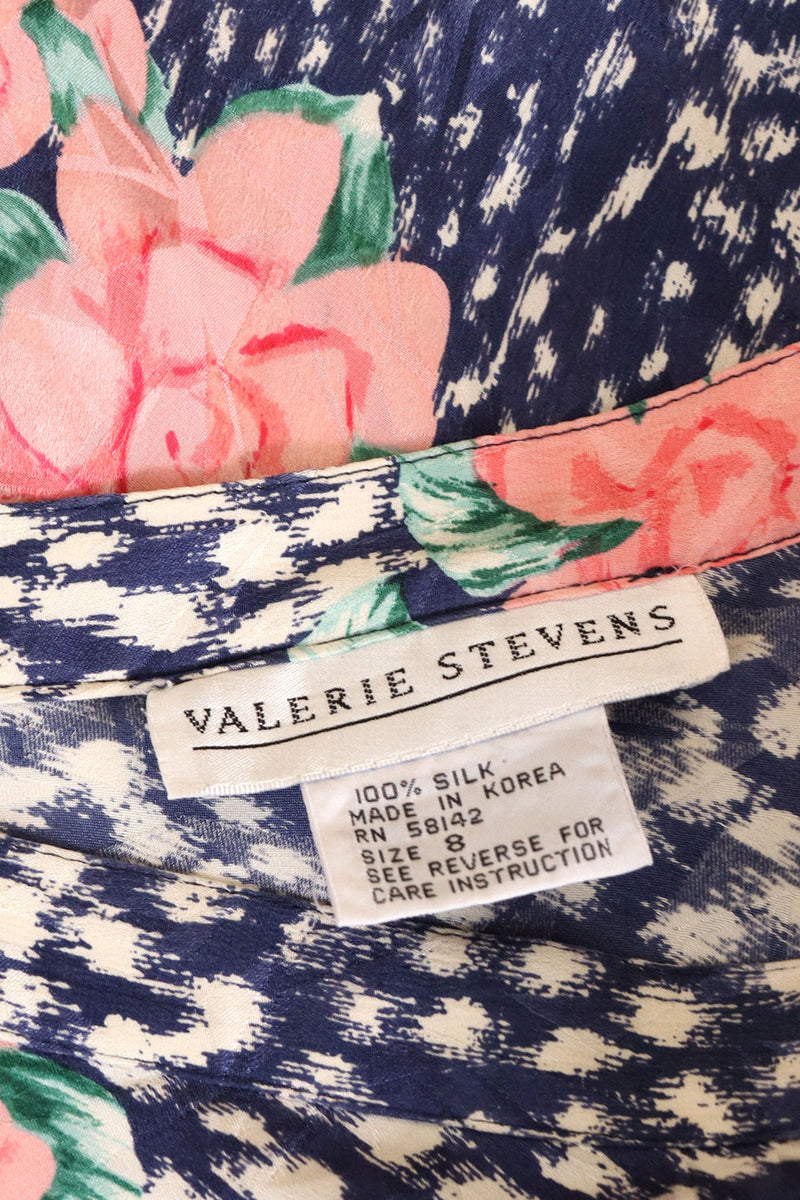 VALERIE STEVENS
100% SILK
MADE IN KOREA
RN 58142
SIZE 8
SEE REVERSE FOR
CARE INSTRUCTION